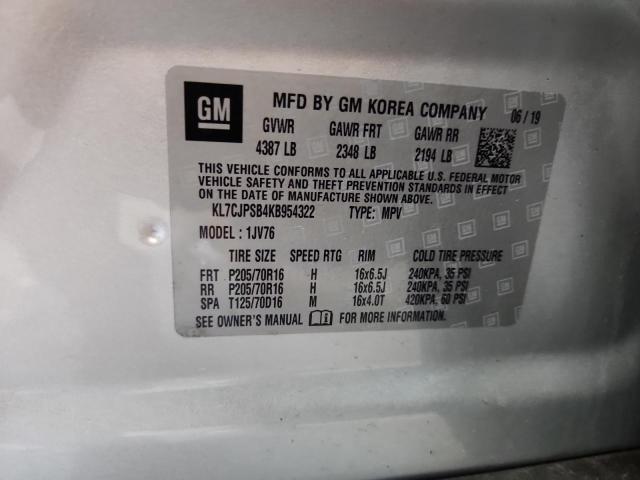 GM MFD BY GM KOREA COMPANY 06/19
GVWR GAWR FRT GAWR RR
4387 LB 2348 LB 2194 LB
THIS VEHICLE CONFORMS TO ALL APPLICABLE U.S. FEDERAL MOTOR
VEHICLE SAFETY AND THEFT PREVENTION STANDARDS IN EFFECT
ON THE DATE OF MANUFACTURE SHOWN ABOVE.
KL7CJPSB4KB954322 TYPE: MPV
MODEL : 1JV76
TIRE SIZE SPEED RTG RIM COLD TIRE PRESSURE
FRT P205/70R16 H 16x6.5J 240KPA, 35 PSI
RR P205/70R16 H 16x6.5J 240KPA, 35 PSI
SPA T125/70D16 M 16x4.0T 420KPA, 60 PSI
SEE OWNER'S MANUAL FOR MORE INFORMATION.